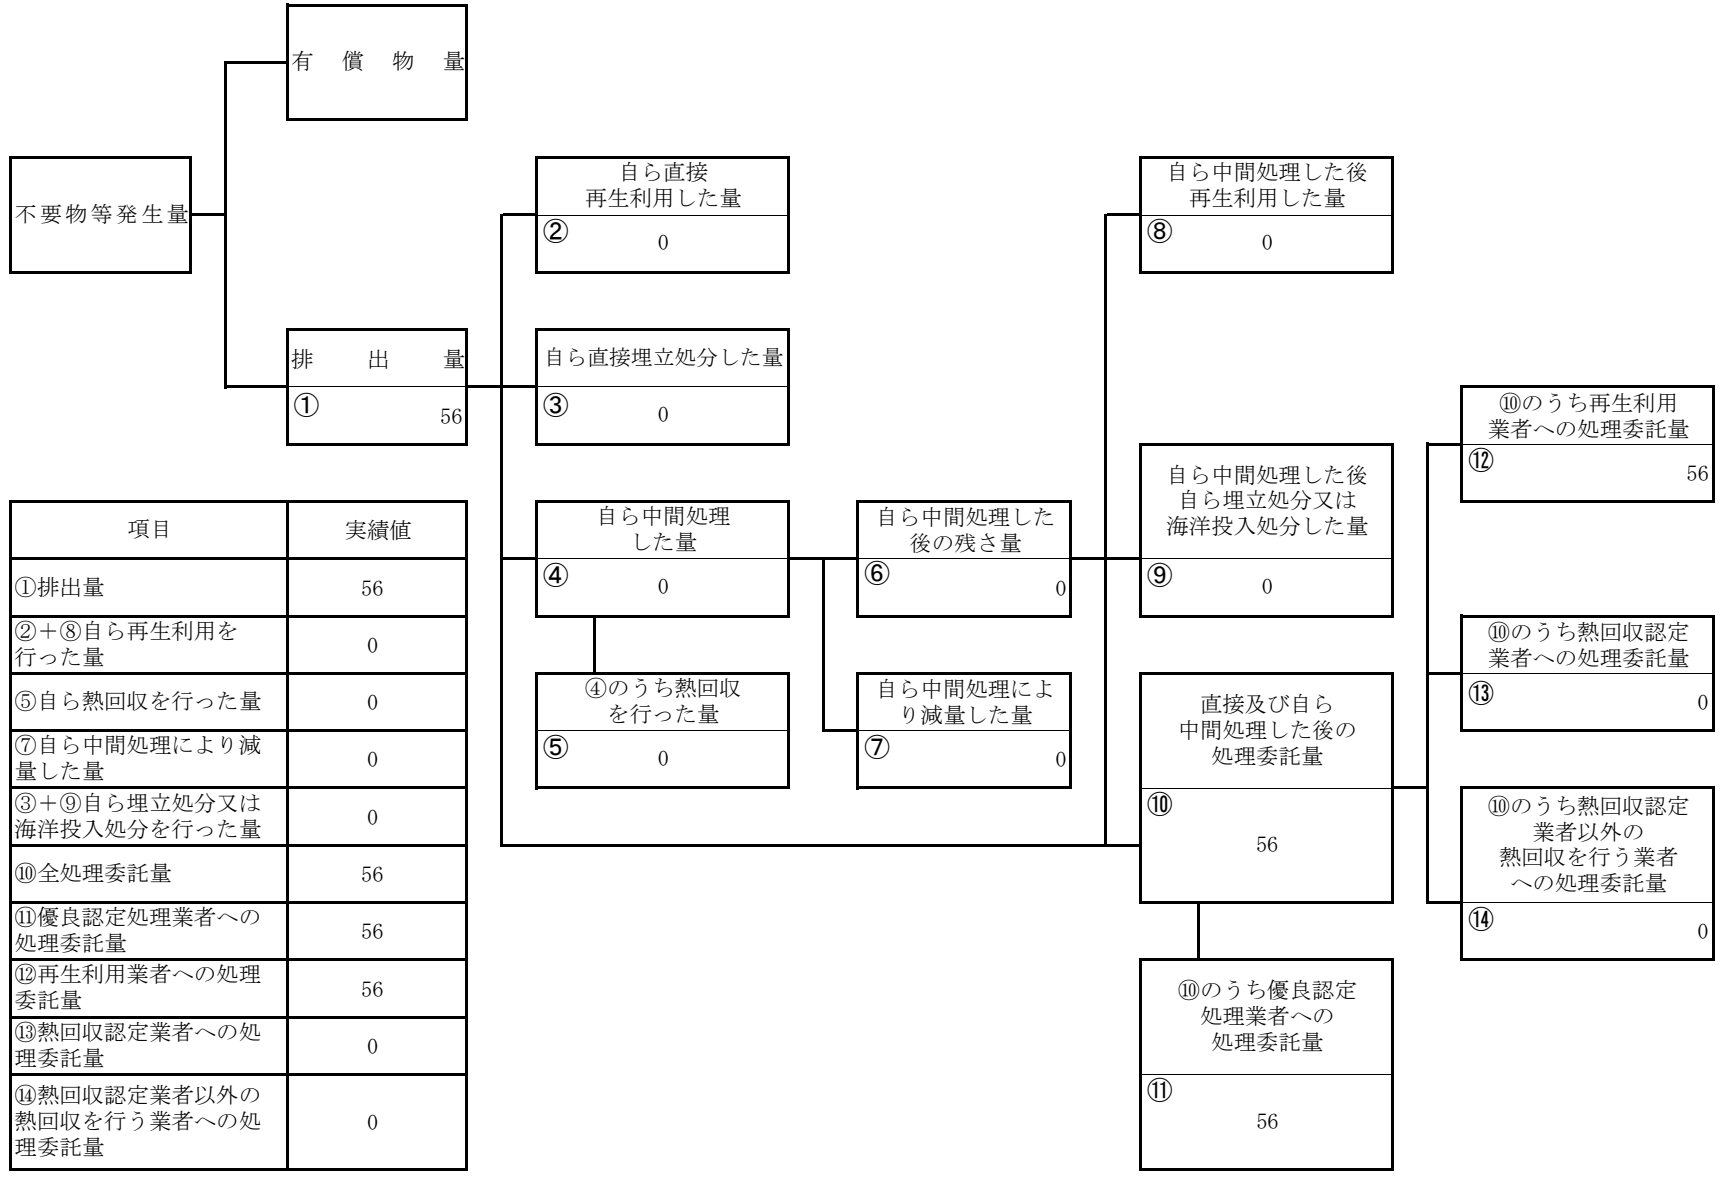 有償物量
不要物等発生量
排出量
①
56
自ら直接
再生利用した量
②
0
自ら直接埋立処分した量
③
0
自ら中間処理
した量
④
0
④のうち熱回収
を行った量
⑤
0
自ら中間処理した
後の残さ量
⑥
0
自ら中間処理によ
り減量した量
⑦
0
自ら中間処理した後
再生利用した量
⑧
0
自ら中間処理した後
自ら埋立処分又は
海洋投入処分した量
⑨
0
直接及び自ら
中間処理した後の
処理委託量
⑩
56
⑩のうち優良認定
処理業者への
処理委託量
⑪
56
⑩のうち再生利用
業者への処理委託量
⑫
56
⑩のうち熱回収認定
業者への処理委託量
⑬
0
⑩のうち熱回収認定
業者以外の
熱回収を行う業者
への処理委託量
⑭
0
項目 実績値
①排出量 56
②＋⑧自ら再生利用を
行った量 0
⑤自ら熱回収を行った量 0
⑦自ら中間処理により減
量した量 0
③＋⑨自ら埋立処分又は
海洋投入処分を行った量 0
⑩全処理委託量 56
⑪優良認定処理業者への
処理委託量 56
⑫再生利用業者への処理
委託量 56
⑬熱回収認定業者への処
理委託量 0
⑭熱回収認定業者以外の
熱回収を行う業者への処
理委託量 0